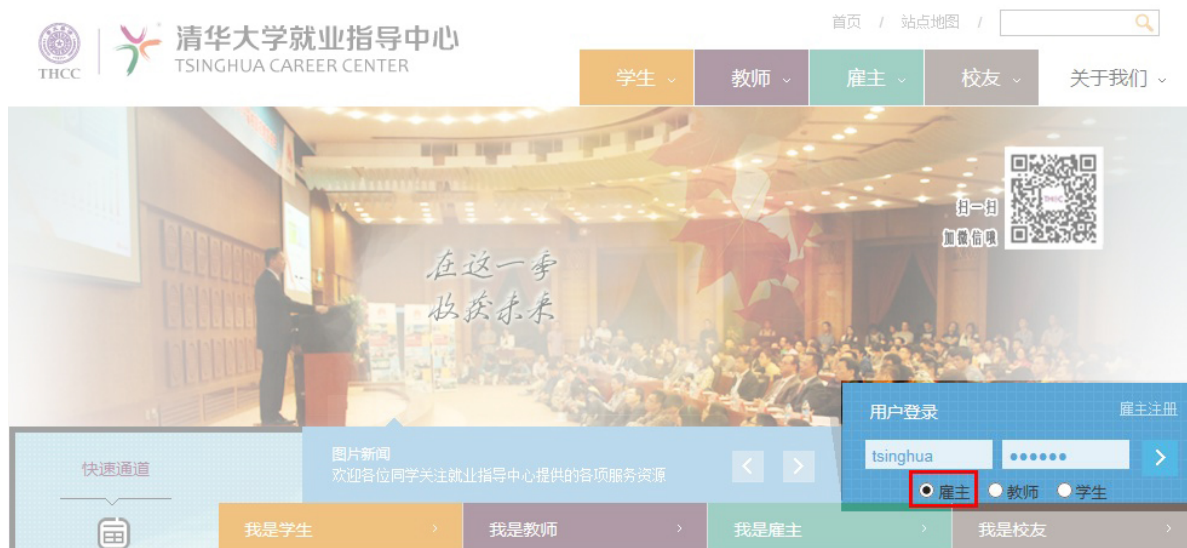 首页 / 站点地图 /
清华大学就业指导中心
TSINGHUA CAREER CENTER
THCC
学生
教师
雇主
校友
关于我们
扫一扫
加微信哦
在这一季
收获未来
用户登录
雇主注册
tsinghua
••••••
雇主
教师
学生
快速通道
图片新闻
欢迎各位同学关注就业指导中心提供的各项服务资源
我是学生
我是教师
我是雇主
我是校友